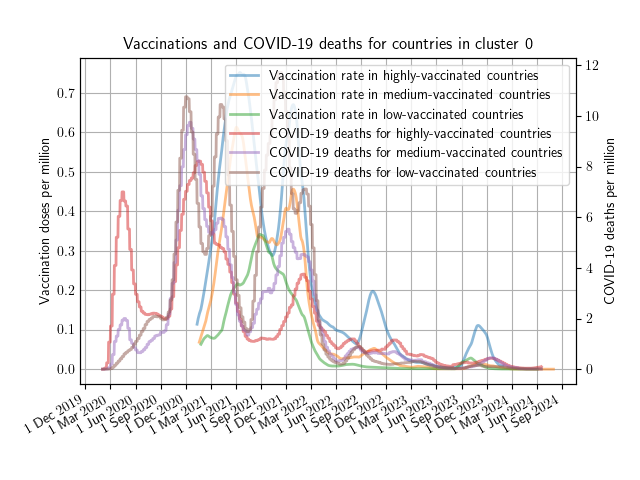 Vaccinations and COVID-19 deaths for countries in cluster 0
Vaccination rate in highly-vaccinated countries
Vaccination rate in medium-vaccinated countries
Vaccination rate in low-vaccinated countries
COVID-19 deaths for highly-vaccinated countries
COVID-19 deaths for medium-vaccinated countries
COVID-19 deaths for low-vaccinated countries
Vaccination doses per million
0.7
0.6
0.5
0.4
0.3
0.2
0.1
0.0
12
10
8
6
4
2
0
COVID-19 deaths per million
1 Dec 2019
1 Mar 2020
1 Jun 2020
1 Sep 2020
1 Dec 2020
1 Mar 2021
1 Jun 2021
1 Sep 2021
1 Dec 2021
1 Mar 2022
1 Jun 2022
1 Sep 2022
1 Dec 2022
1 Mar 2023
1 Jun 2023
1 Sep 2023
1 Dec 2023
1 Mar 2024
1 Jun 2024
1 Sep 2024